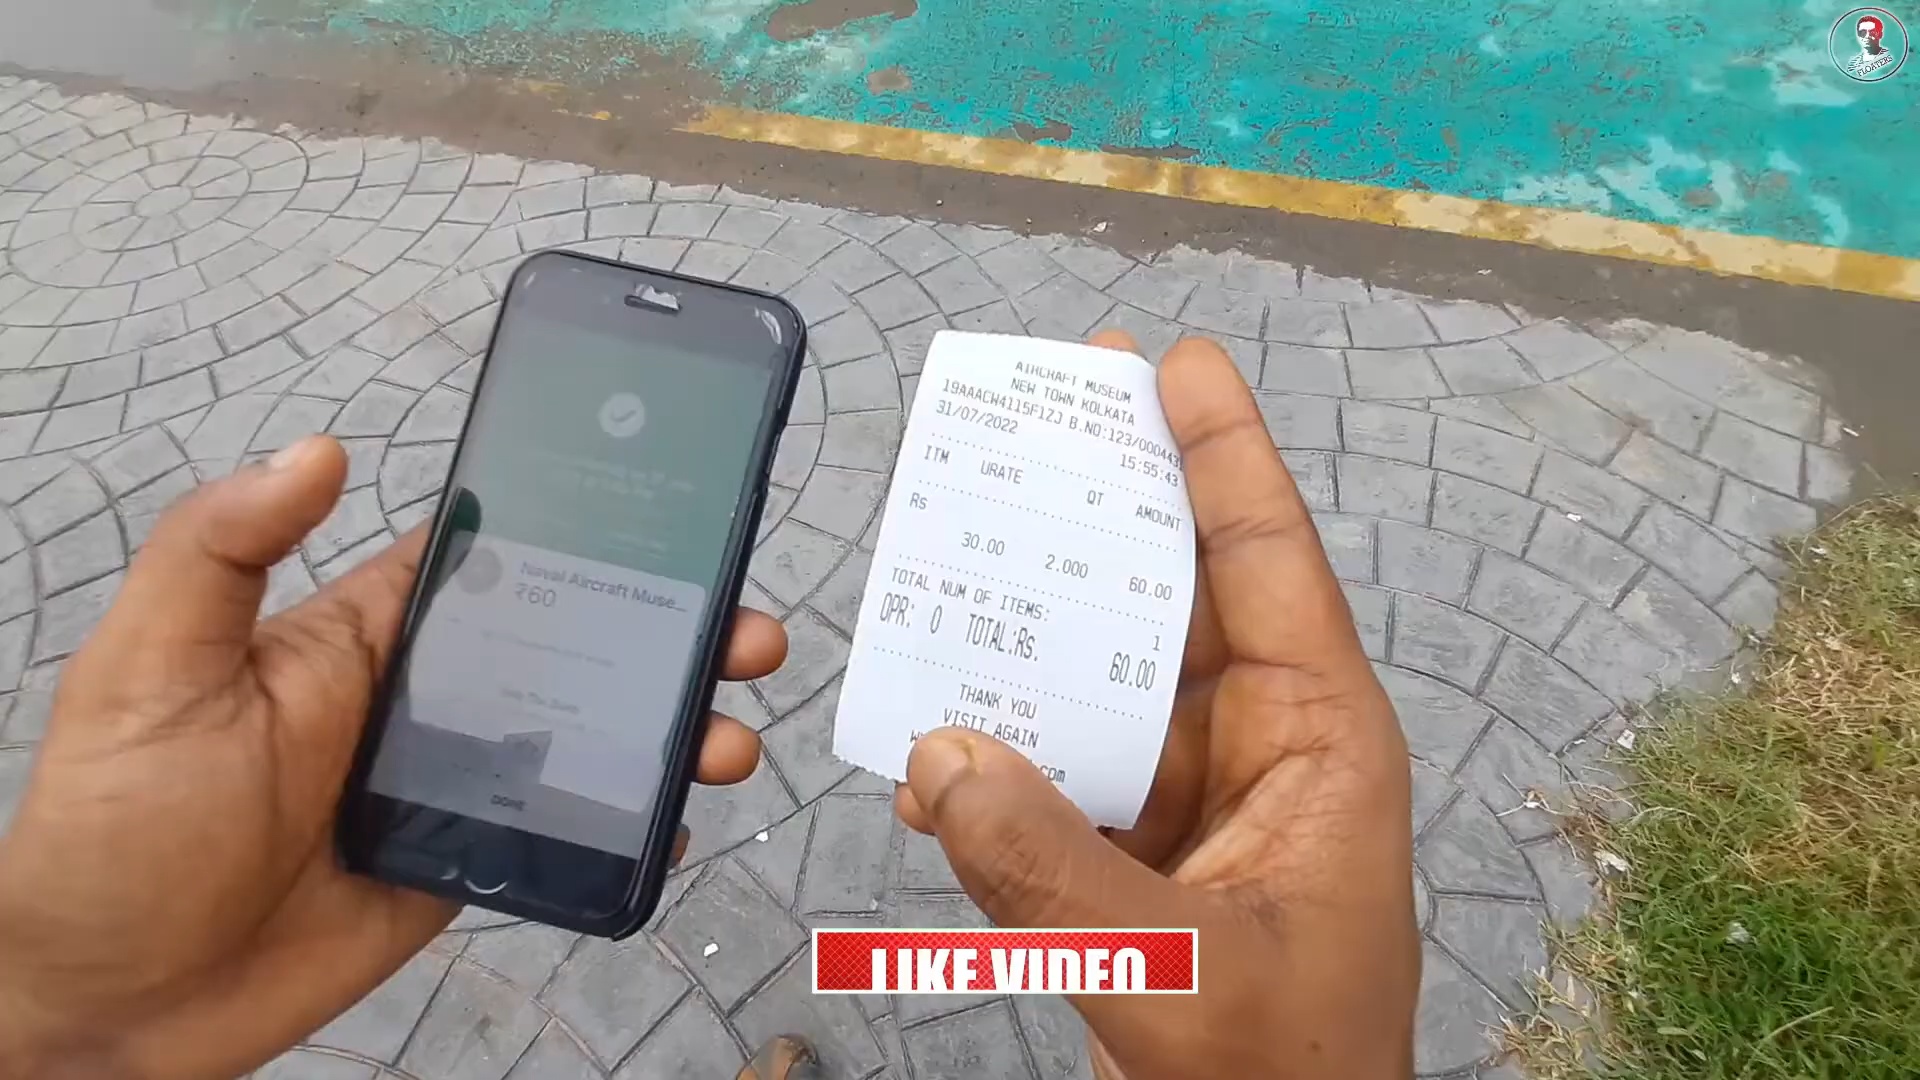 FLOATERS
Naval Aircraft Muse...
₹60
DONE
AIRCRAFT MUSEUM
NEW TOWN KOLKATA
19AAACW4115F1ZJ B.NO:123/000443
31/07/2022
15:55:43
ITM URATE QT AMOUNT
Rs
30.00 2.000 60.00
TOTAL NUM OF ITEMS: 1
OPR: 0 TOTAL:RS. 60.00
THANK YOU
VISIT AGAIN
LIKE VIDEO